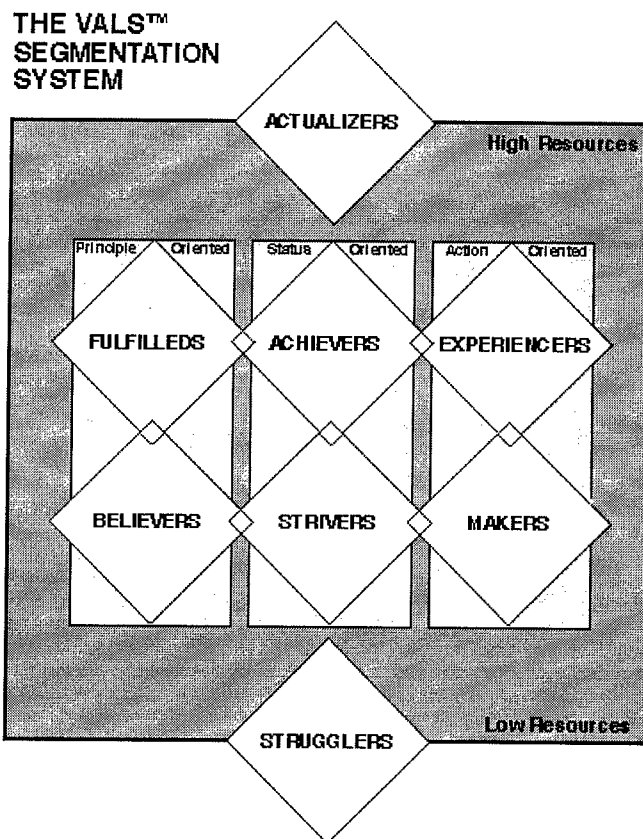 THE VALS™
SEGMENTATION
SYSTEM
ACTUALIZERS
High Resources
Principle Oriented
Status Oriented
Action Oriented
FULFILLEDS
ACHIEVERS
EXPERIENCERS
BELIEVERS
STRIVERS
MAKERS
Low Resources
STRUGGLERS